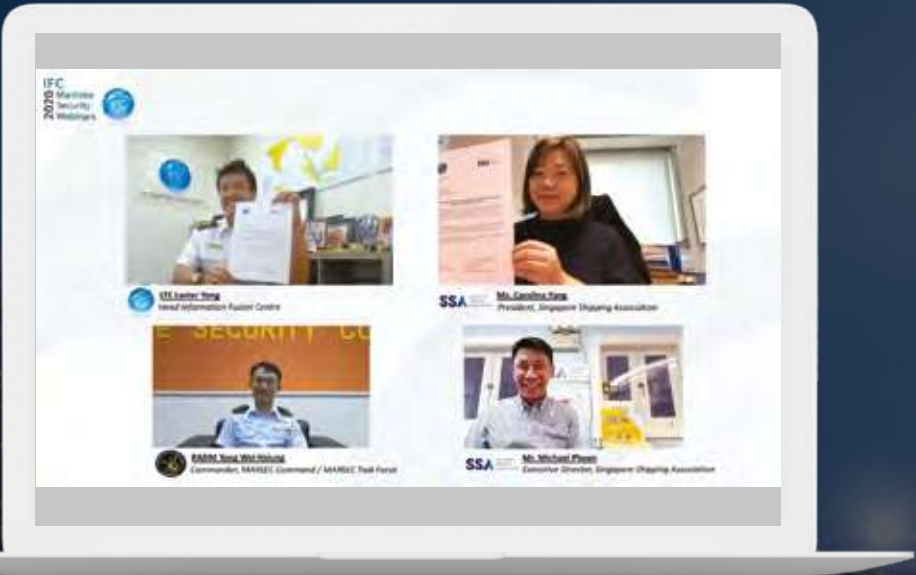 IFC
2020 Maritime
Security
Webinars
LTC Lester Yong
Head Information Fusion Centre
SSA
Ms. Caroline Yang
President, Singapore Shipping Association
E SECURITY CO
RADM Yong Wei Hsiung
Commander, MARSEC Command / MARSEC Task Force
SSA
Mr. Michael Phoon
Executive Director, Singapore Shipping Association